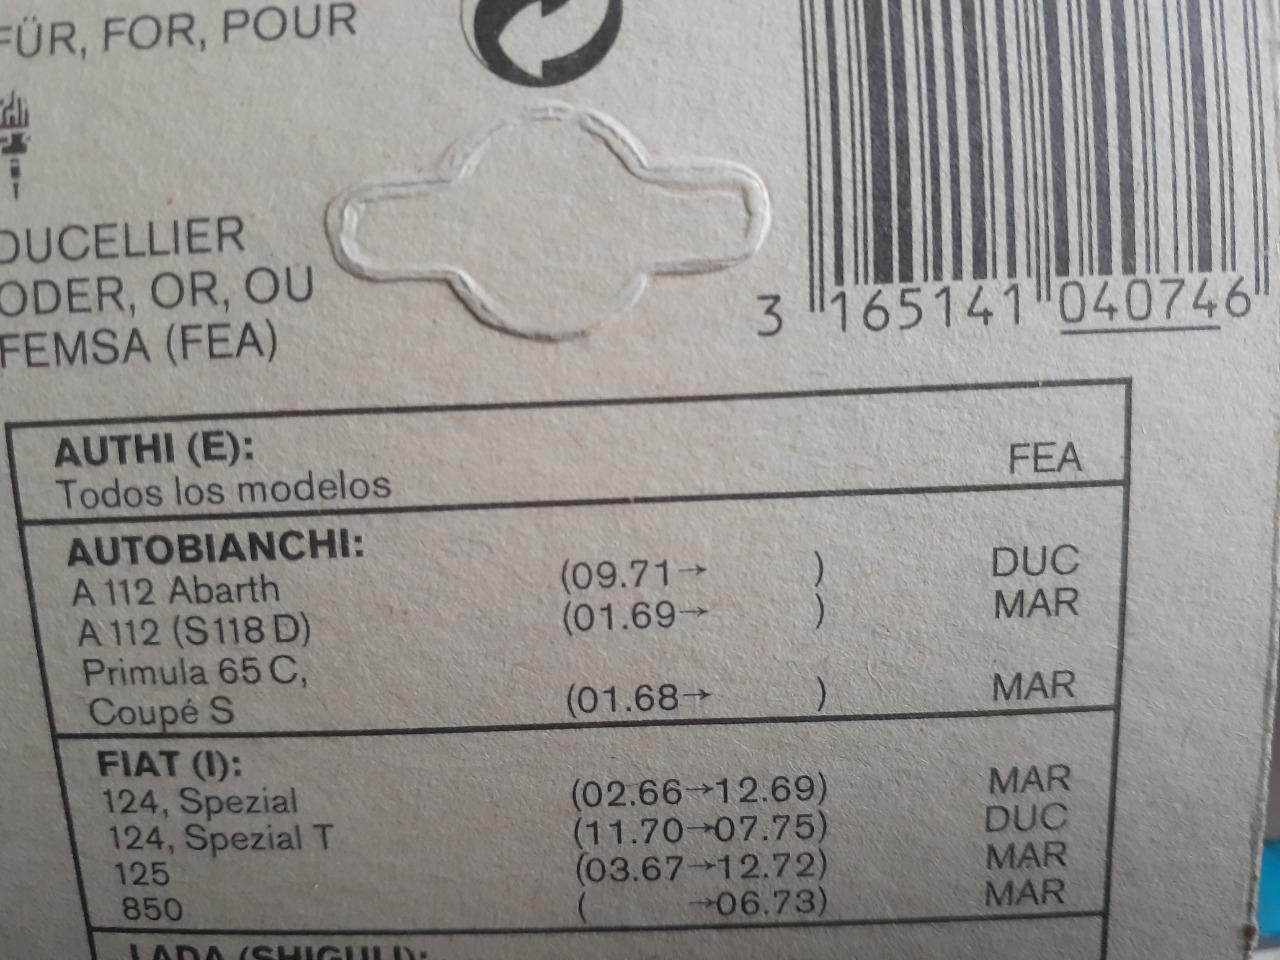 FÜR, FOR, POUR
DUCELLIER
ODER, OR, OU
FEMSA (FEA)
3 165141 040746
AUTHI (E):
Todos los modelos FEA
AUTOBIANCHI:
A 112 Abarth (09.71→ ) DUC
A 112 (S118 D) (01.69→ ) MAR
Primula 65 C,
Coupé S (01.68→ ) MAR
FIAT (I):
124, Spezial (02.66→12.69) MAR
124, Spezial T (11.70→07.75) DUC
125 (03.67→12.72) MAR
850 ( →06.73) MAR
LADA (SHIGULI):